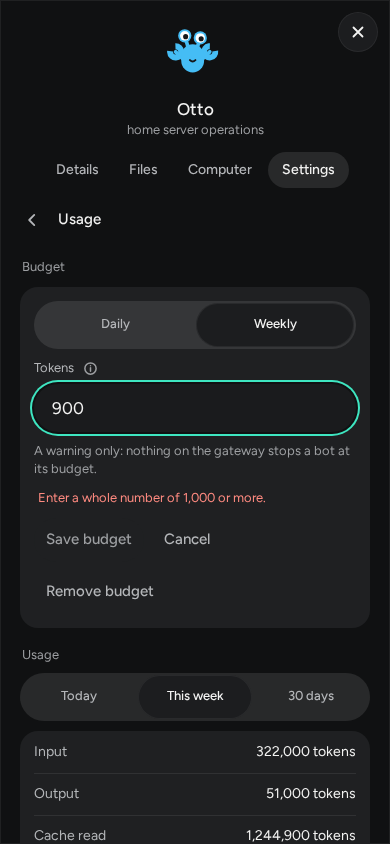 Otto
home server operations
Details Files Computer Settings
Usage
Budget
Daily Weekly
Tokens
900
A warning only: nothing on the gateway stops a bot at
its budget.
Enter a whole number of 1,000 or more.
Save budget Cancel
Remove budget
Usage
Today This week 30 days
Input 322,000 tokens
Output 51,000 tokens
Cache read 1,244,900 tokens